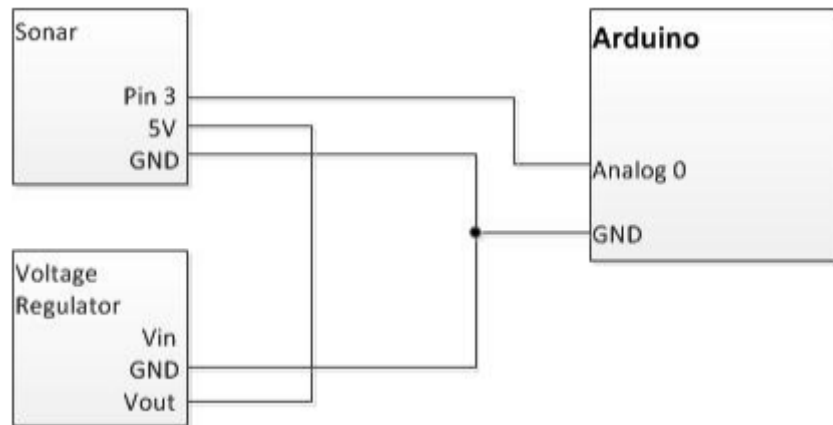 Sonar
Pin 3
5V
GND
Arduino
Analog 0
GND
Voltage
Regulator
Vin
GND
Vout